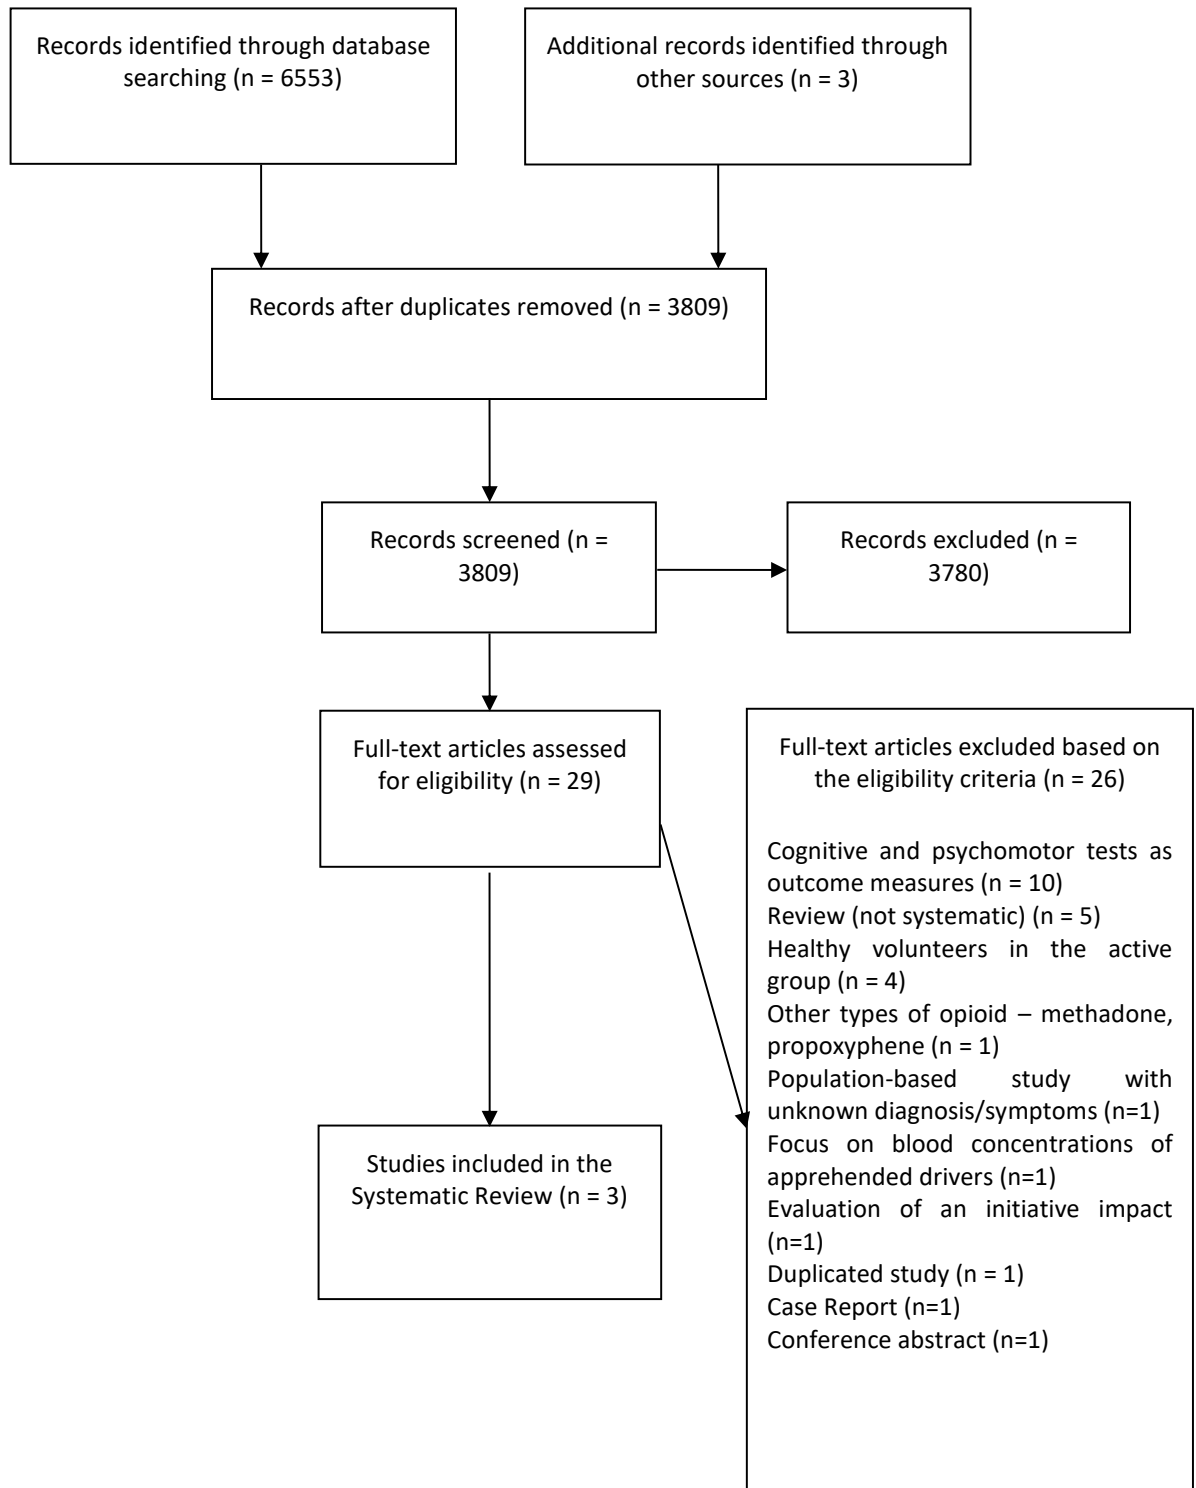 Records identified through database
searching (n = 6553)
Additional records identified through
other sources (n = 3)
Records after duplicates removed (n = 3809)
Records screened (n =
3809)
Records excluded (n =
3780)
Full-text articles assessed
for eligibility (n = 29)
Full-text articles excluded based on
the eligibility criteria (n = 26)
Cognitive and psychomotor tests as
outcome measures (n = 10)
Review (not systematic) (n = 5)
Healthy volunteers in the active
group (n = 4)
Other types of opioid – methadone,
propoxyphene (n = 1)
Population-based study with
unknown diagnosis/symptoms (n=1)
Focus on blood concentrations of
apprehended drivers (n=1)
Evaluation of an initiative impact
(n=1)
Duplicated study (n = 1)
Case Report (n=1)
Conference abstract (n=1)
Studies included in the
Systematic Review (n = 3)